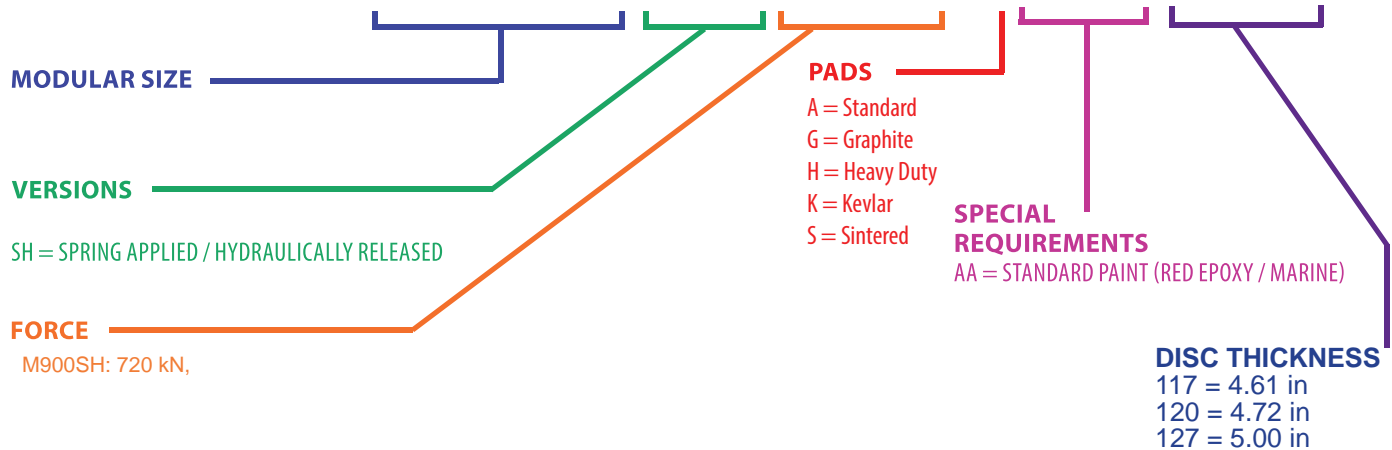 MODULAR SIZE
VERSIONS
SH = SPRING APPLIED / HYDRAULICALLY RELEASED
FORCE
M900SH: 720 kN,
PADS
A = Standard
G = Graphite
H = Heavy Duty
K = Kevlar
S = Sintered
SPECIAL
REQUIREMENTS
AA = STANDARD PAINT (RED EPOXY / MARINE)
DISC THICKNESS
117 = 4.61 in
120 = 4.72 in
127 = 5.00 in